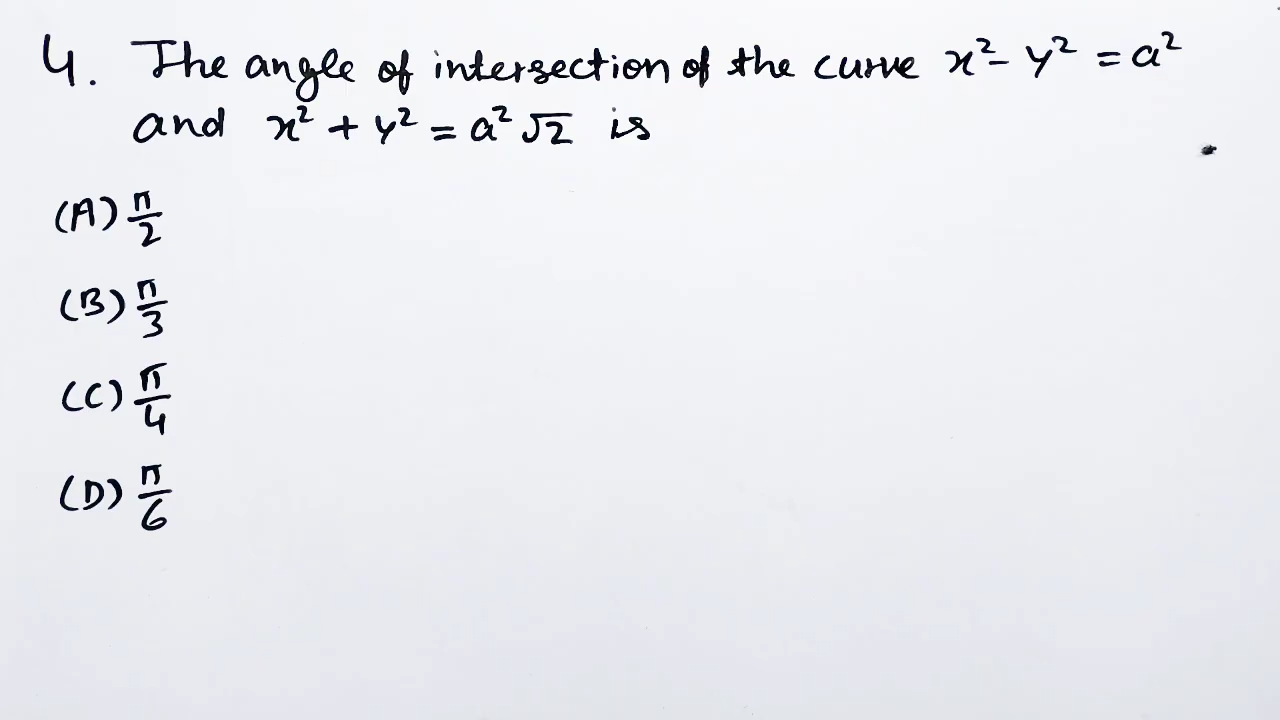 4. The angle of intersection of the curve x² - y² = a²
and x² + y² = a²√2 is
(A) π/2
(B) π/3
(C) π/4
(D) π/6